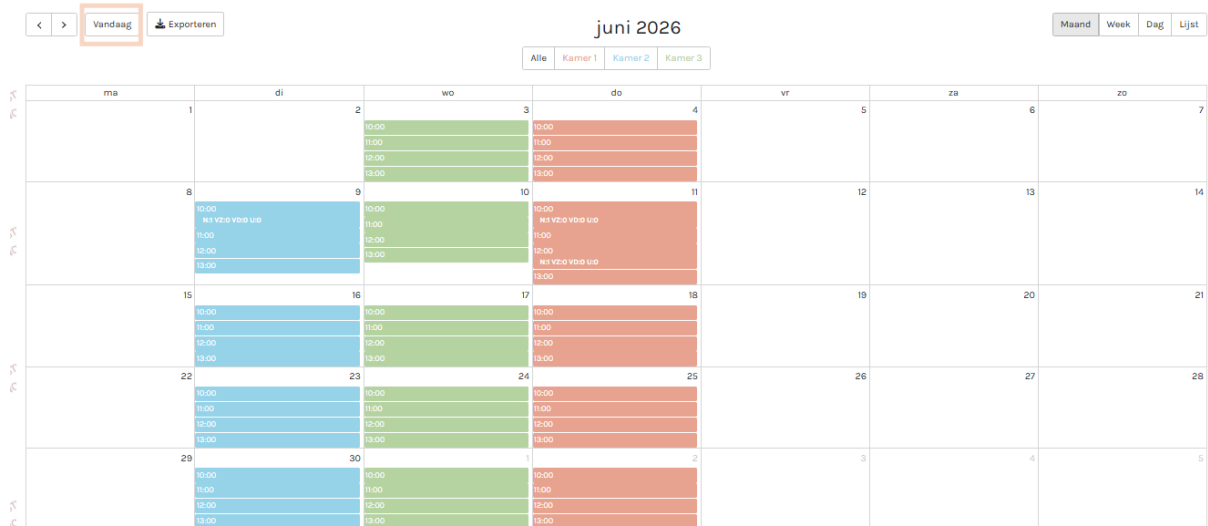 < > Vandaag Exporteren juni 2026 Maand Week Dag Lijst
Alle Kamer 1 Kamer 2 Kamer 3
ma di wo do vr za zo
1 2 3 4 5 6 7
10:00 10:00
11:00 11:00
12:00 12:00
13:00 13:00
8 9 10 11 12 13 14
10:00 10:00 10:00
N:1 VZ:0 VD:0 U:0 N:1 VZ:0 VD:0 U:0
11:00 11:00 11:00
12:00 12:00 12:00
N:1 VZ:0 VD:0 U:0
13:00 13:00 13:00
15 16 17 18 19 20 21
10:00 10:00 10:00
11:00 11:00 11:00
12:00 12:00 12:00
13:00 13:00 13:00
22 23 24 25 26 27 28
10:00 10:00 10:00
11:00 11:00 11:00
12:00 12:00 12:00
13:00 13:00 13:00
29 30 1 2 3 4 5
10:00 10:00 10:00
11:00 11:00 11:00
12:00 12:00 12:00
13:00 13:00 13:00